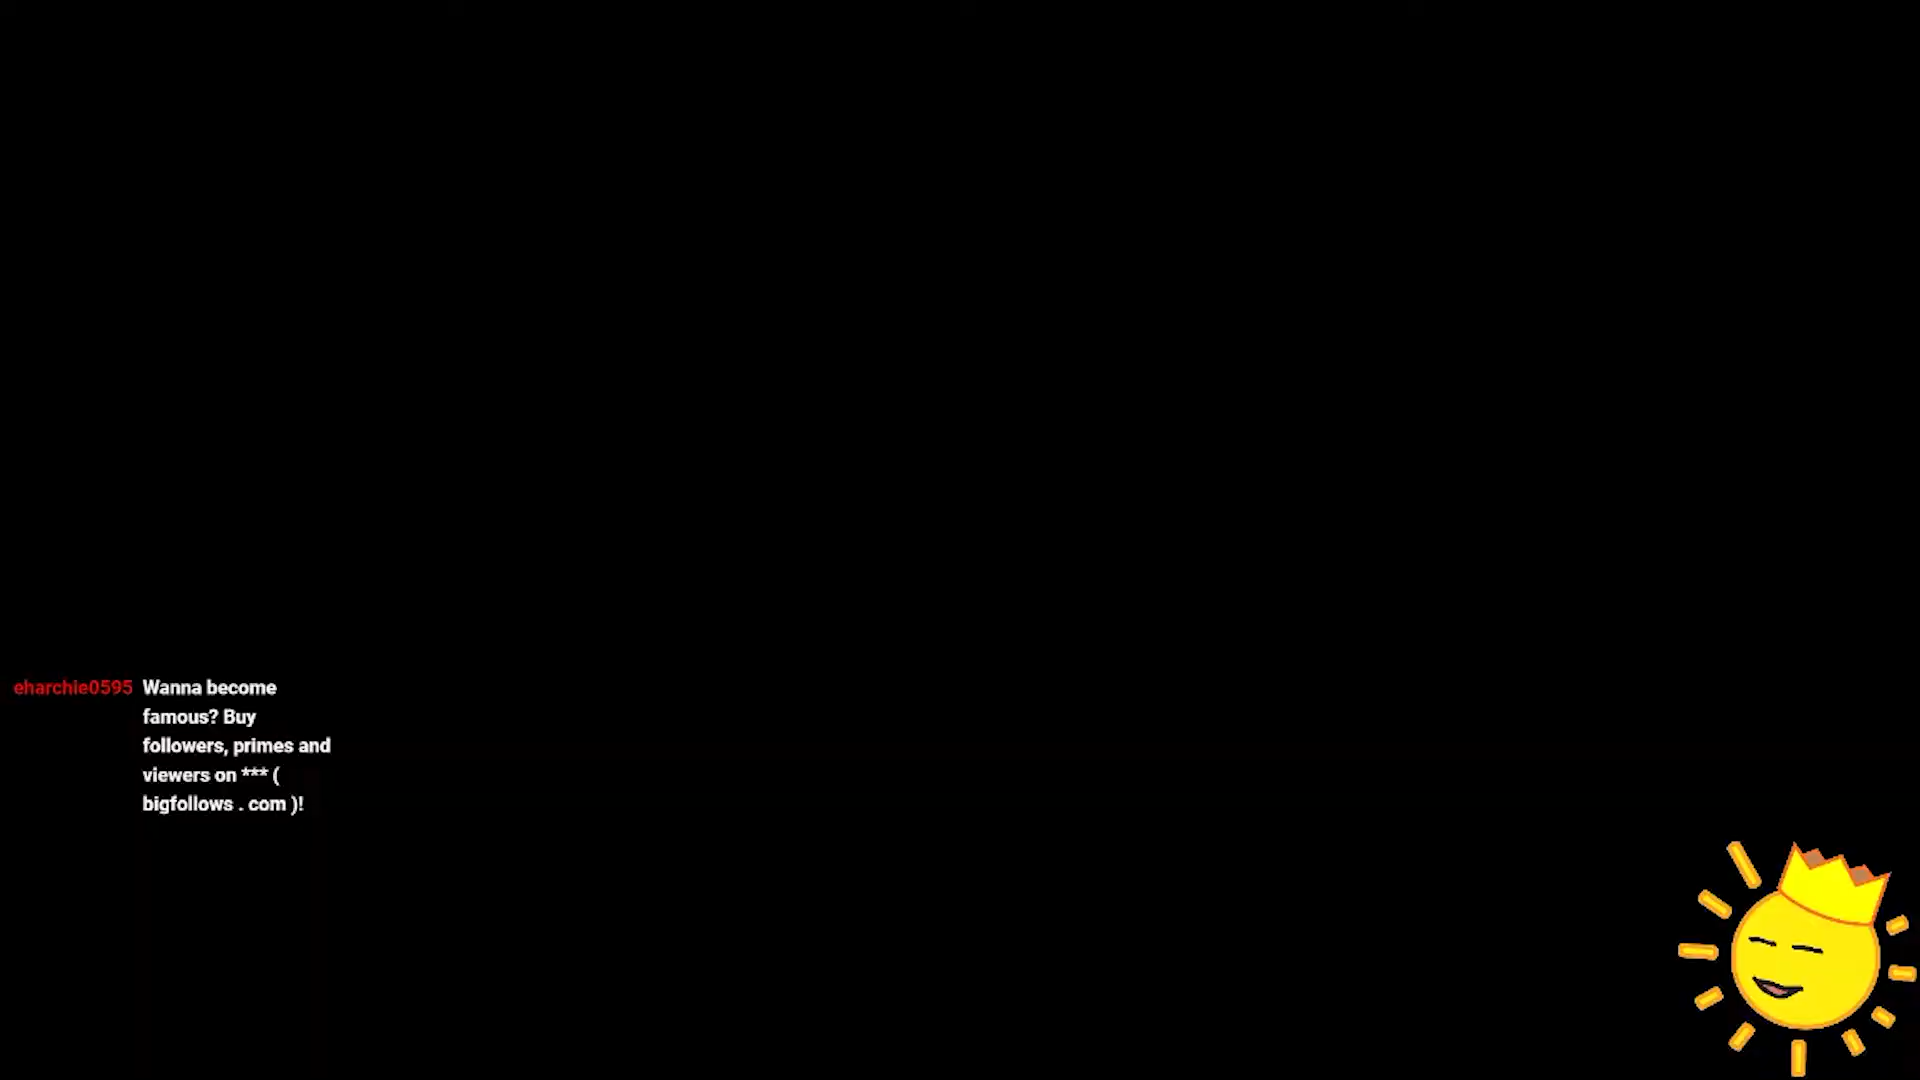 eharchie0595 Wanna become
famous? Buy
followers, primes and
viewers on *** (
bigfollows . com )!